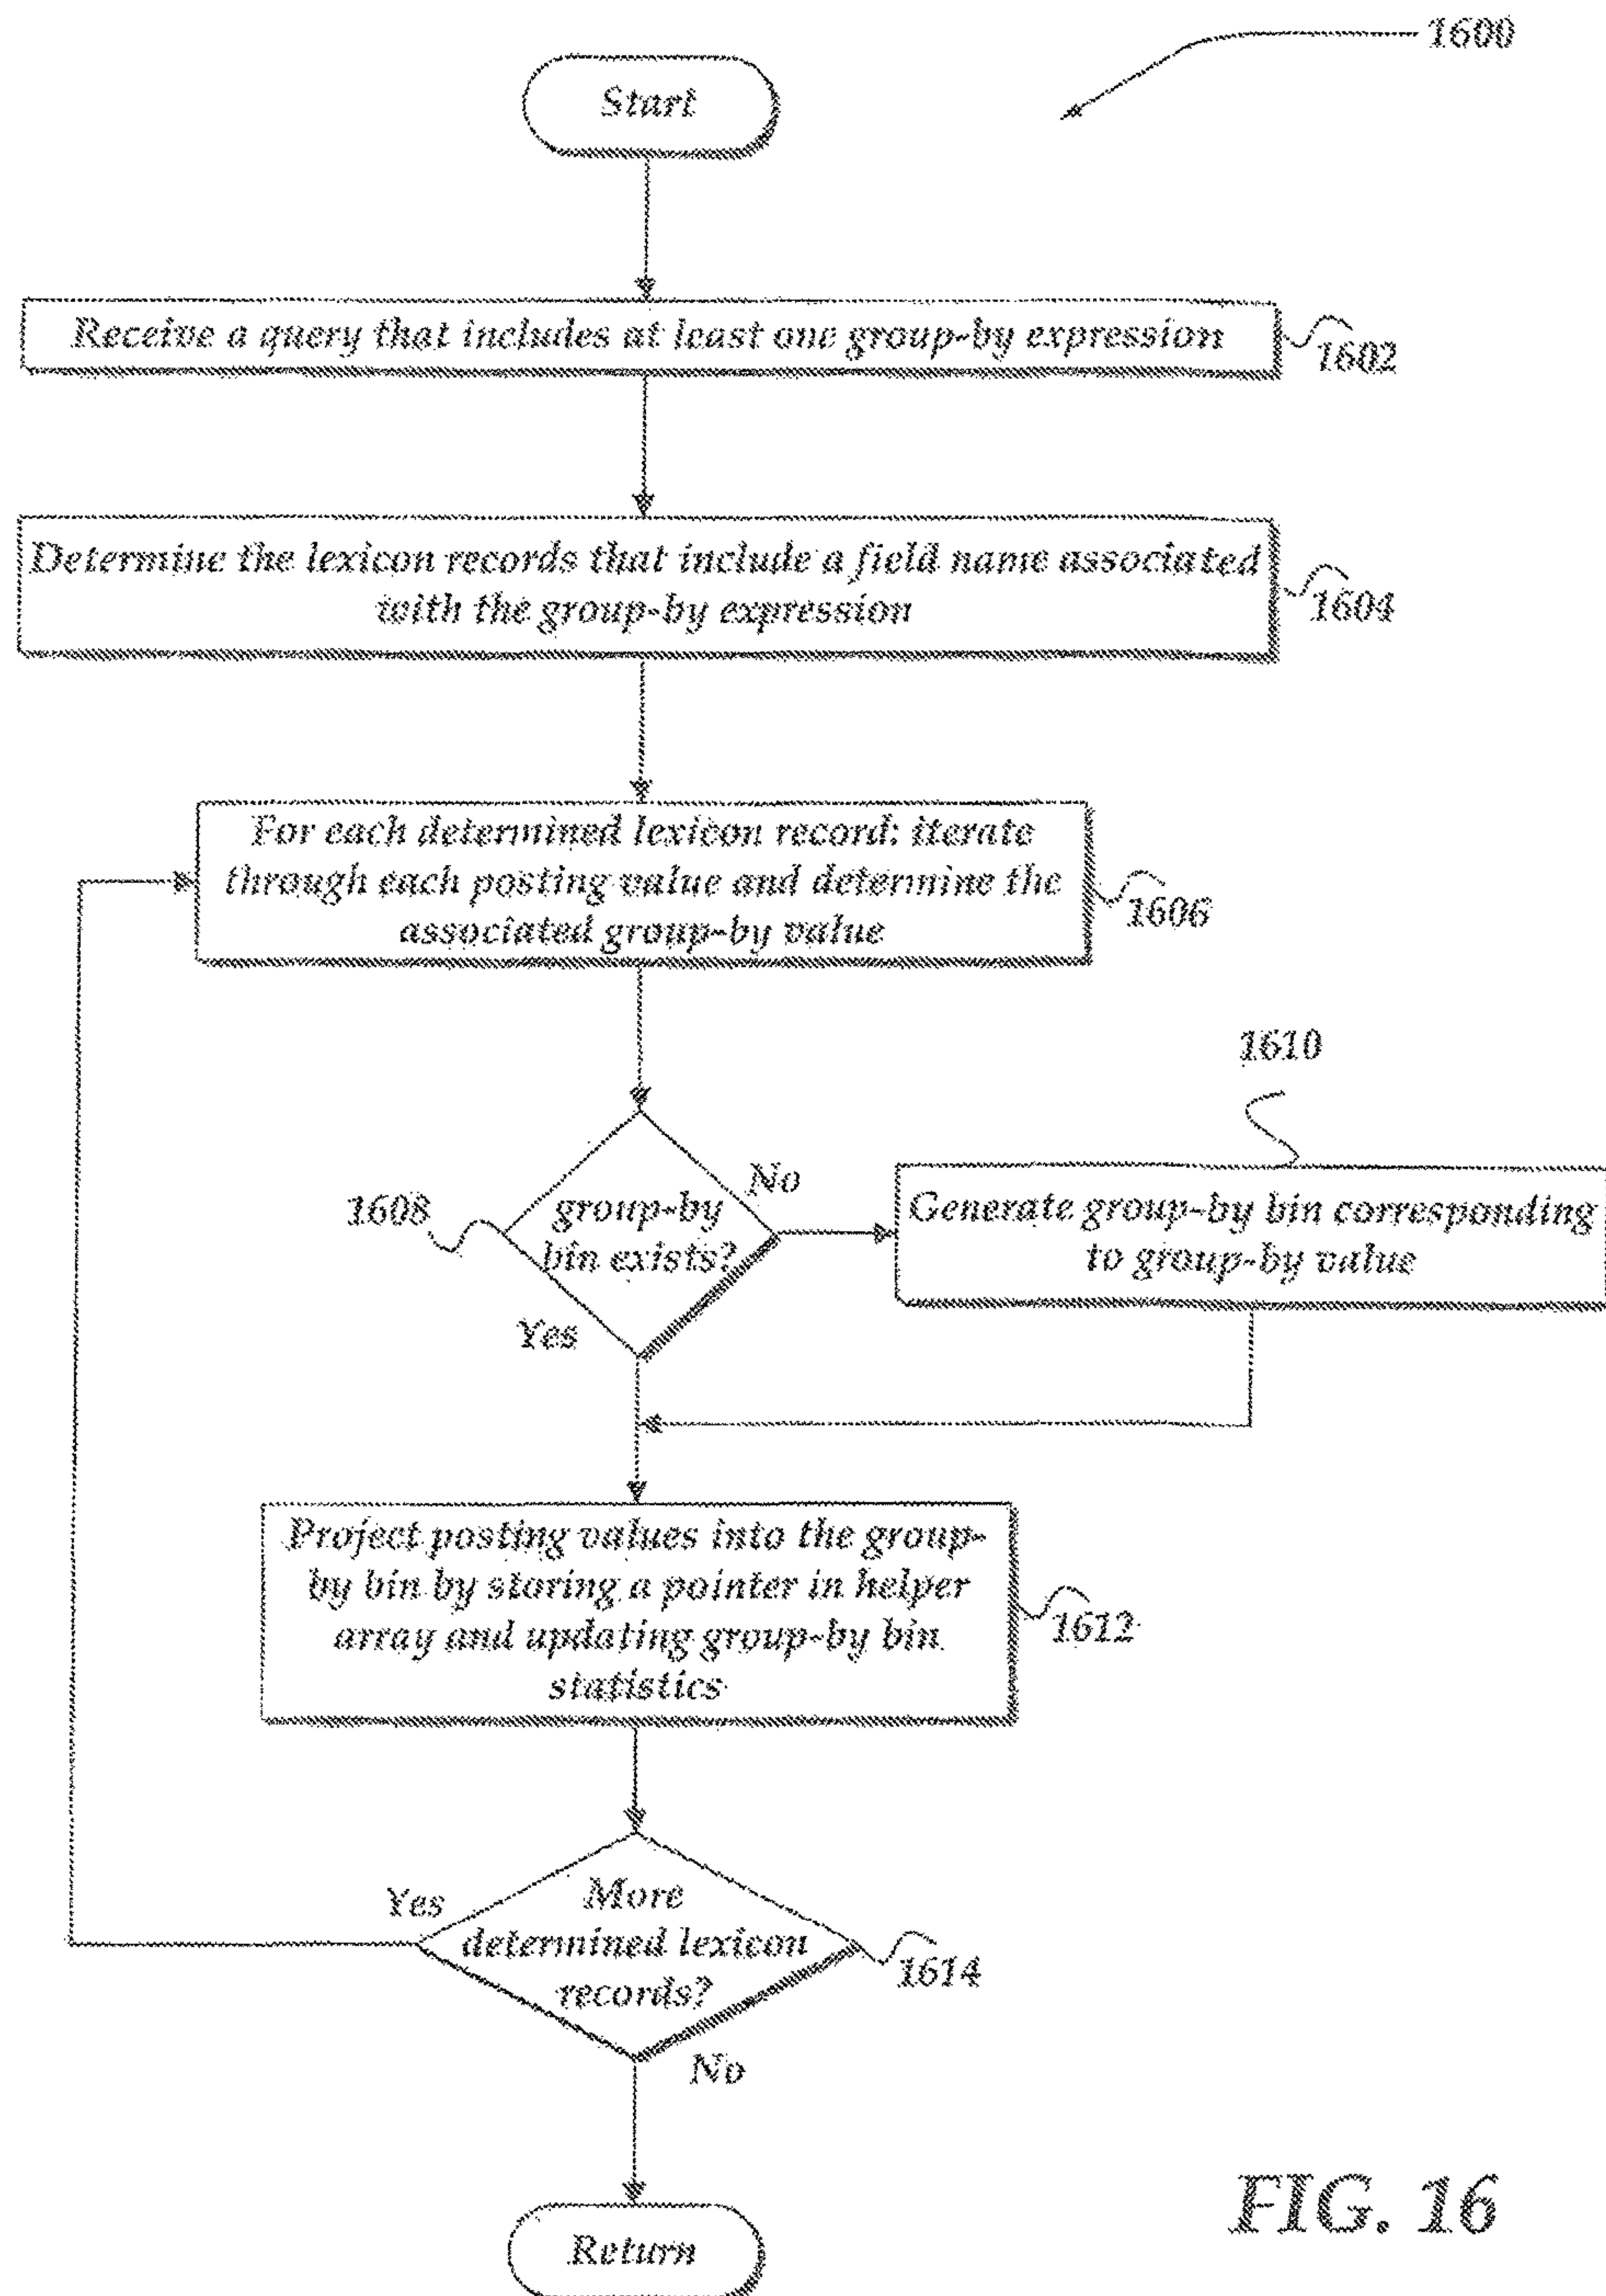 1600
Start
Receive a query that includes at least one group-by expression
1602
Determine the lexicon records that include a field name associated
with the group-by expression
1604
For each determined lexicon record: iterate
through each posting value and determine the
associated group-by value
1606
1610
No
1608
group-by
bin exists?
Generate group-by bin corresponding
to group-by value
Yes
Project posting values into the group-
by bin by storing a pointer in helper
array and updating group-by bin
statistics
1612
Yes
More
determined lexicon
records?
1614
No
Return
FIG. 16